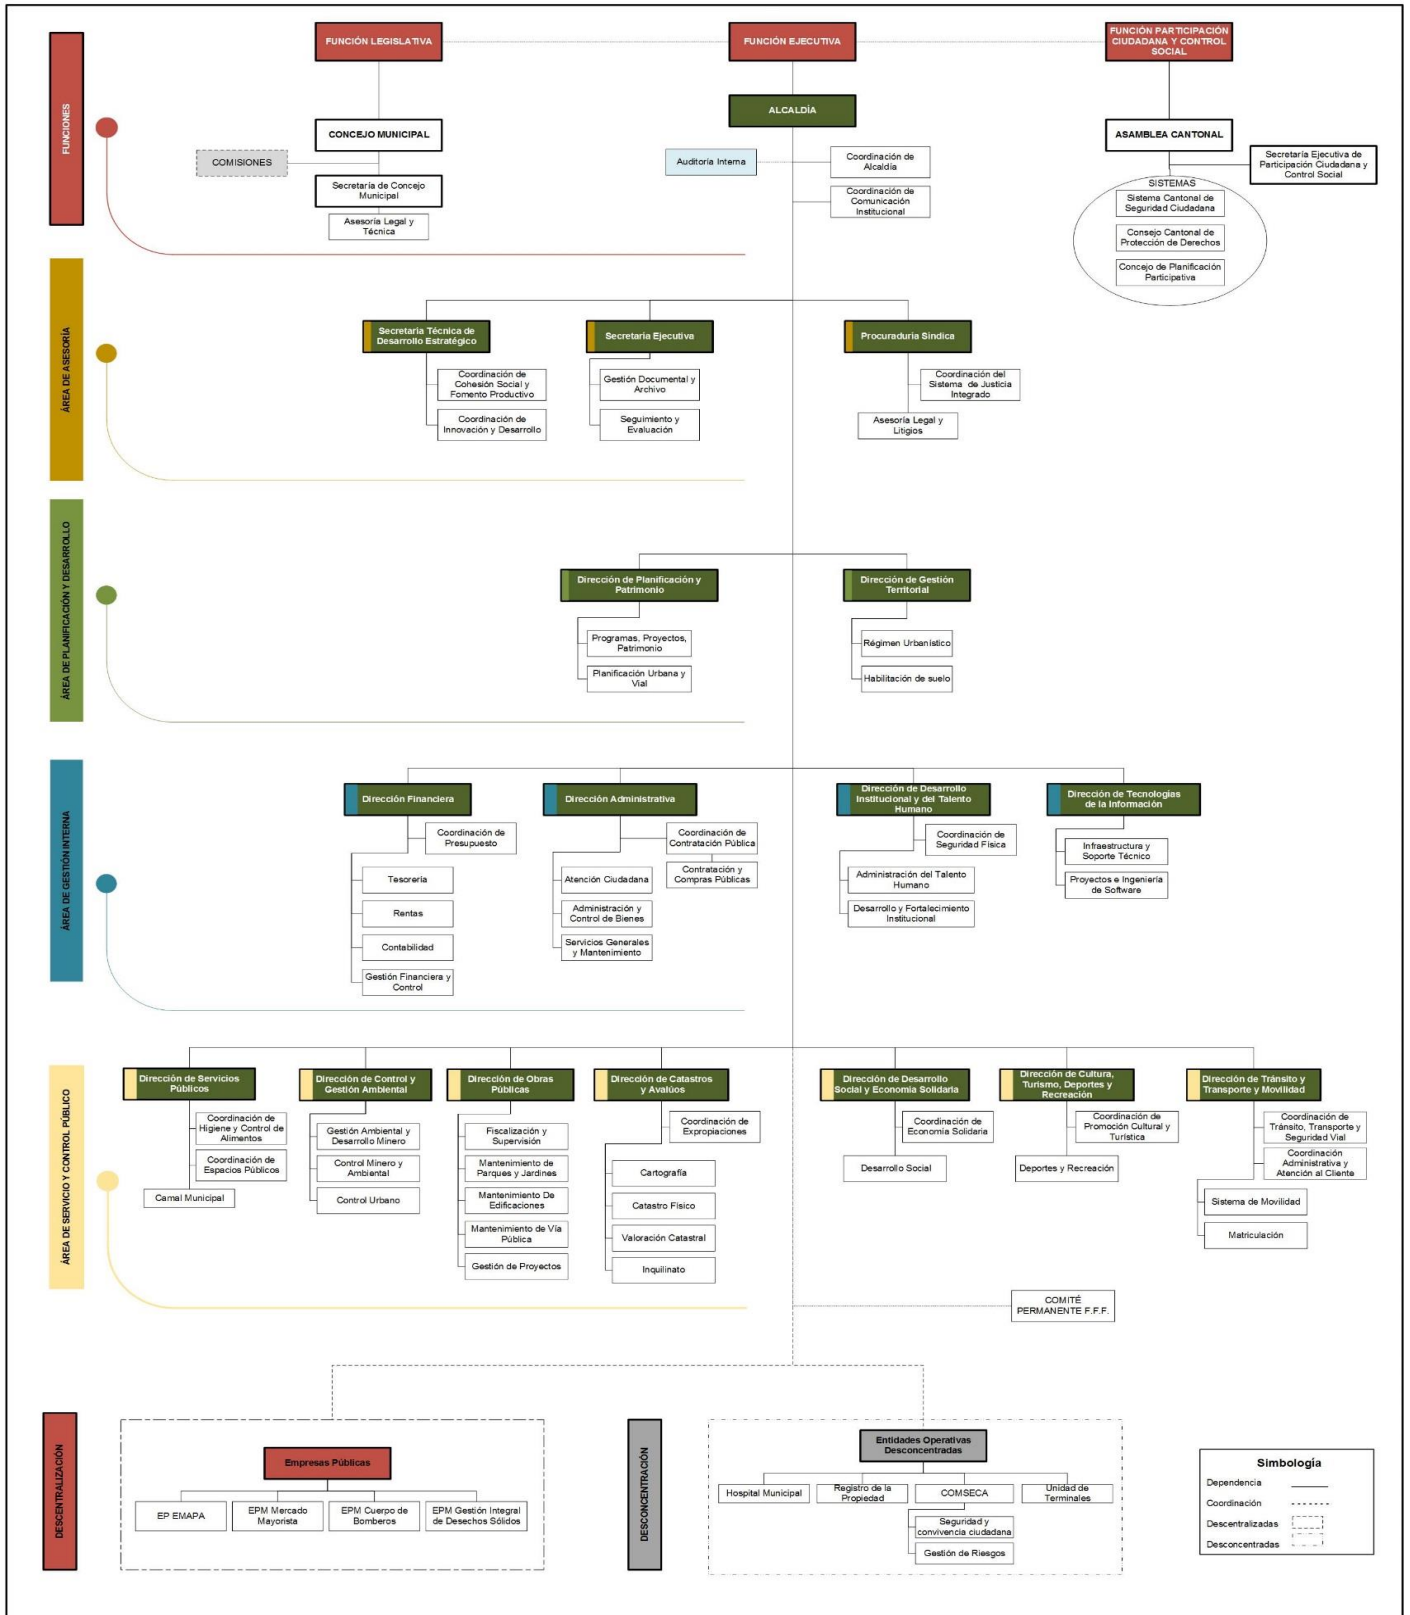 FUNCIONES
FUNCIÓN LEGISLATIVA
FUNCIÓN EJECUTIVA
FUNCIÓN PARTICIPACIÓN
CIUDADANA Y CONTROL
SOCIAL
ALCALDÍA
CONCEJO MUNICIPAL
ASAMBLEA CANTONAL
COMISIONES
Auditoría Interna
Coordinación de
Alcaldía
Secretaría Ejecutiva de
Participación Ciudadana y
Control Social
Secretaría de Concejo
Municipal
Coordinación de
Comunicación
Institucional
Asesoría Legal y
Técnica
SISTEMAS
Sistema Cantonal de
Seguridad Ciudadana
Consejo Cantonal de
Protección de Derechos
Concejo de Planificación
Participativa
ÁREA DE ASESORÍA
Secretaria Técnica de
Desarrollo Estratégico
Coordinación de
Cohesión Social y
Fomento Productivo
Coordinación de
Innovación y Desarrollo
Secretaría Ejecutiva
Gestión Documental y
Archivo
Seguimiento y
Evaluación
Procuraduría Sindica
Coordinación del
Sistema de Justicia
Integrado
Asesoría Legal y
Litigios
ÁREA DE PLANIFICACIÓN Y DESARROLLO
Dirección de Planificación y
Patrimonio
Programas, Proyectos,
Patrimonio
Planificación Urbana y
Vial
Dirección de Gestión
Territorial
Régimen Urbanístico
Habilitación de suelo
ÁREA DE GESTIÓN INTERNA
Dirección Financiera
Coordinación de
Presupuesto
Tesorería
Rentas
Contabilidad
Gestión Financiera y
Control
Dirección Administrativa
Coordinación de
Contratación Pública
Contratación y
Compras Públicas
Atención Ciudadana
Administración y
Control de Bienes
Servicios Generales
y Mantenimiento
Dirección de Desarrollo
Institucional y del Talento
Humano
Coordinación de
Seguridad Física
Administración del Talento
Humano
Desarrollo y Fortalecimiento
Institucional
Dirección de Tecnologías
de la Información
Infraestructura y
Soporte Técnico
Proyectos e Ingeniería
de Software
ÁREA DE SERVICIO Y CONTROL PÚBLICO
Dirección de Servicios
Públicos
Coordinación de
Higiene y Control de
Alimentos
Coordinación de
Espacios Públicos
Camal Municipal
Dirección de Control y
Gestión Ambiental
Gestión Ambiental y
Desarrollo Minero
Control Minero y
Ambiental
Control Urbano
Dirección de Obras
Públicas
Fiscalización y
Supervisión
Mantenimiento de
Parques y Jardines
Mantenimiento De
Edificaciones
Mantenimiento de Vía
Pública
Gestión de Proyectos
Dirección de Catastros
y Avalúos
Coordinación de
Expropiaciones
Cartografía
Catastro Físico
Valoración Catastral
Inquilinato
Dirección de Desarrollo
Social y Economía Solidaria
Coordinación de
Economía Solidaria
Desarrollo Social
Dirección de Cultura,
Turismo, Deportes y
Recreación
Coordinación de
Promoción Cultural y
Turística
Deportes y Recreación
Dirección de Tránsito y
Transporte y Movilidad
Coordinación de
Tránsito, Transporte y
Seguridad Vial
Coordinación
Administrativa y
Atención al Cliente
Sistema de Movilidad
Matriculación
COMITÉ
PERMANENTE F.F.F.
DESCENTRALIZACIÓN
Empresas Públicas
EP EMAPA
EPM Mercado
Mayorista
EPM Cuerpo de
Bomberos
EPM Gestión Integral
de Desechos Sólidos
DESCONCENTRACIÓN
Entidades Operativas
Desconcentradas
Hospital Municipal
Registro de la
Propiedad
COMSECA
Unidad de
Terminales
Seguridad y
convivencia ciudadana
Gestión de Riesgos
Simbología
Dependencia
Coordinación
Descentralizadas
Desconcentradas